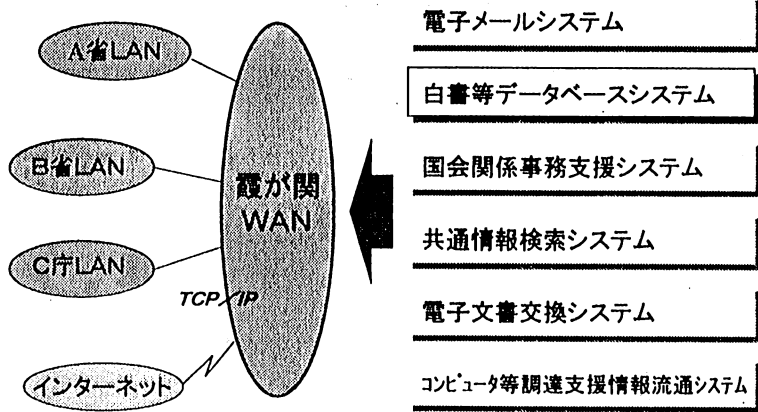 A省LAN
B省LAN
C庁LAN
インターネット
TCP/IP
霞が関
WAN
電子メールシステム
白書等データベースシステム
国会関係事務支援システム
共通情報検索システム
電子文書交換システム
コンピュータ等調達支援情報流通システム